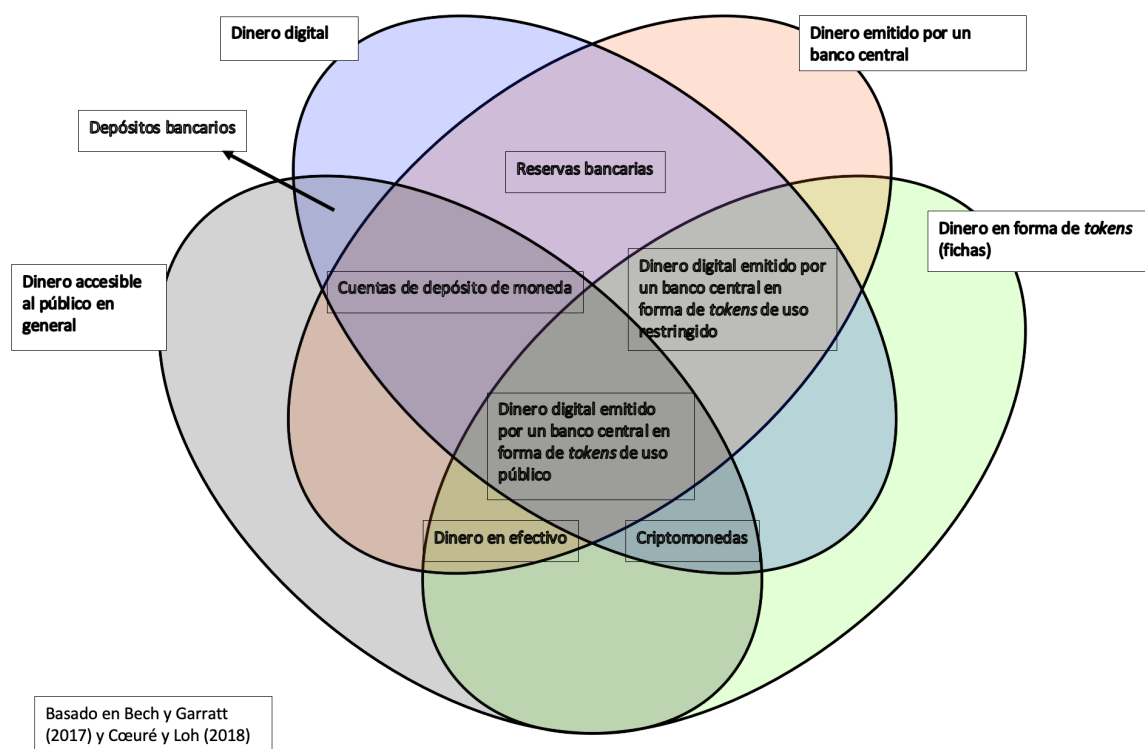 Dinero digital
Dinero emitido por un
banco central
Depósitos bancarios
Reservas bancarias
Dinero en forma de tokens
(fichas)
Dinero accesible
al público en
general
Cuentas de depósito de moneda
Dinero digital emitido por
un banco central en
forma de tokens de uso
restringido
Dinero digital emitido
por un banco central en
forma de tokens de uso
público
Dinero en efectivo
Criptomonedas
Basado en Bech y Garratt
(2017) y Cœuré y Loh (2018)